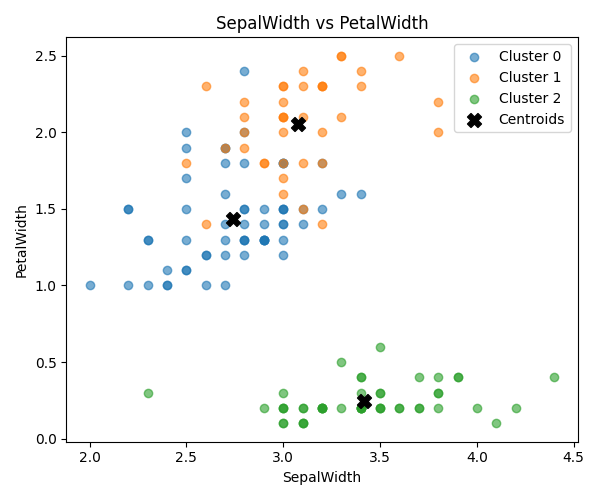 SepalWidth vs PetalWidth
Cluster 0
Cluster 1
Cluster 2
Centroids
PetalWidth
2.5
2.0
1.5
1.0
0.5
0.0
2.0 2.5 3.0 3.5 4.0 4.5
SepalWidth